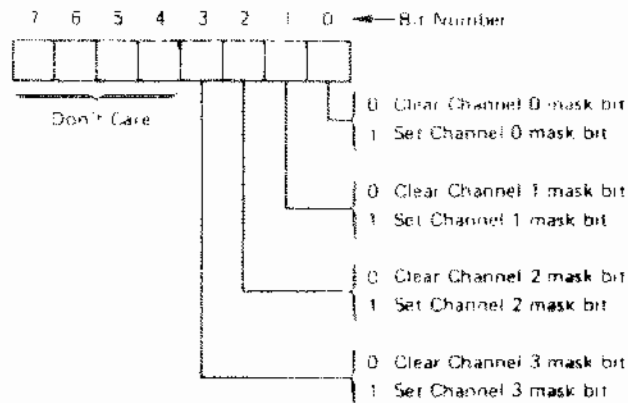 7 6 5 4 3 2 1 0 Bit Number
Don't Care
0 Clear Channel 0 mask bit
1 Set Channel 0 mask bit
0 Clear Channel 1 mask bit
1 Set Channel 1 mask bit
0 Clear Channel 2 mask bit
1 Set Channel 2 mask bit
0 Clear Channel 3 mask bit
1 Set Channel 3 mask bit